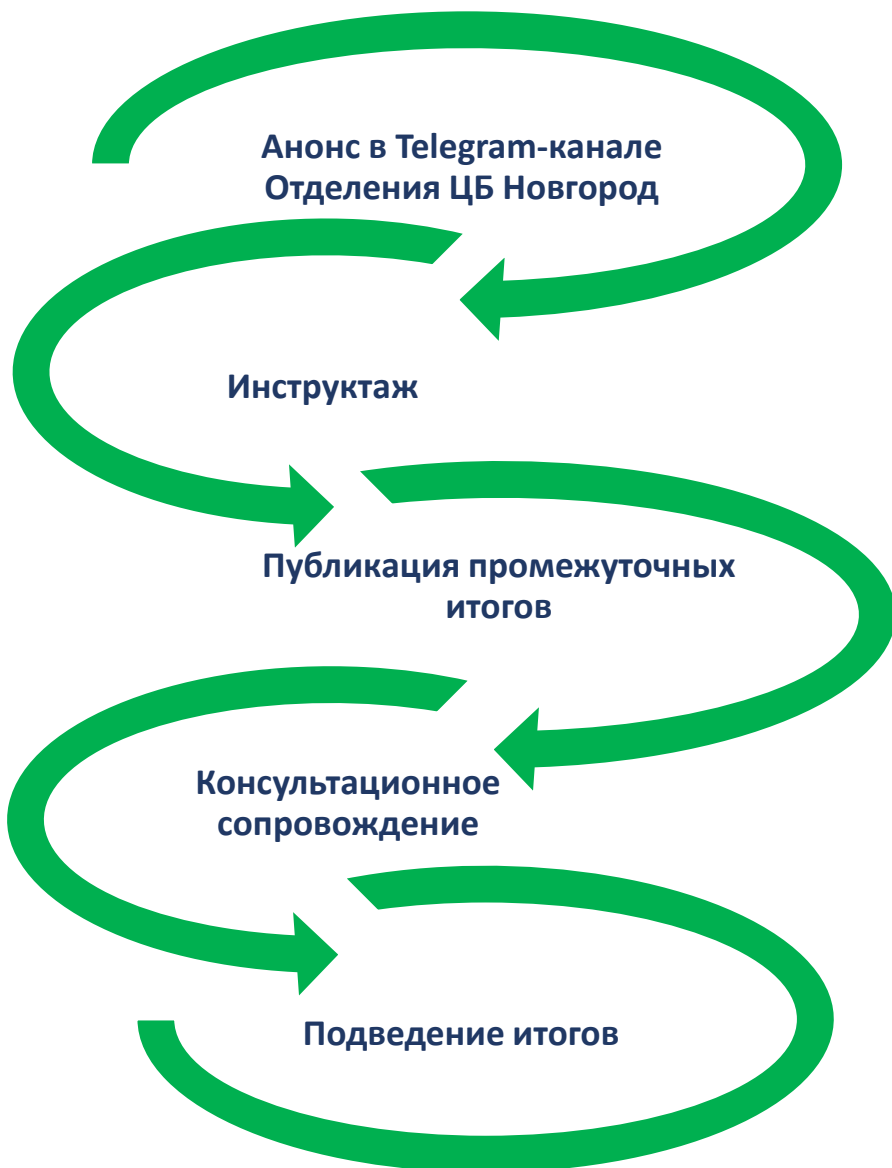 Анонс в Telegram-канале
Отделения ЦБ Новгород
Инструктаж
Публикация промежуточных
итогов
Консультационное
сопровождение
Подведение итогов